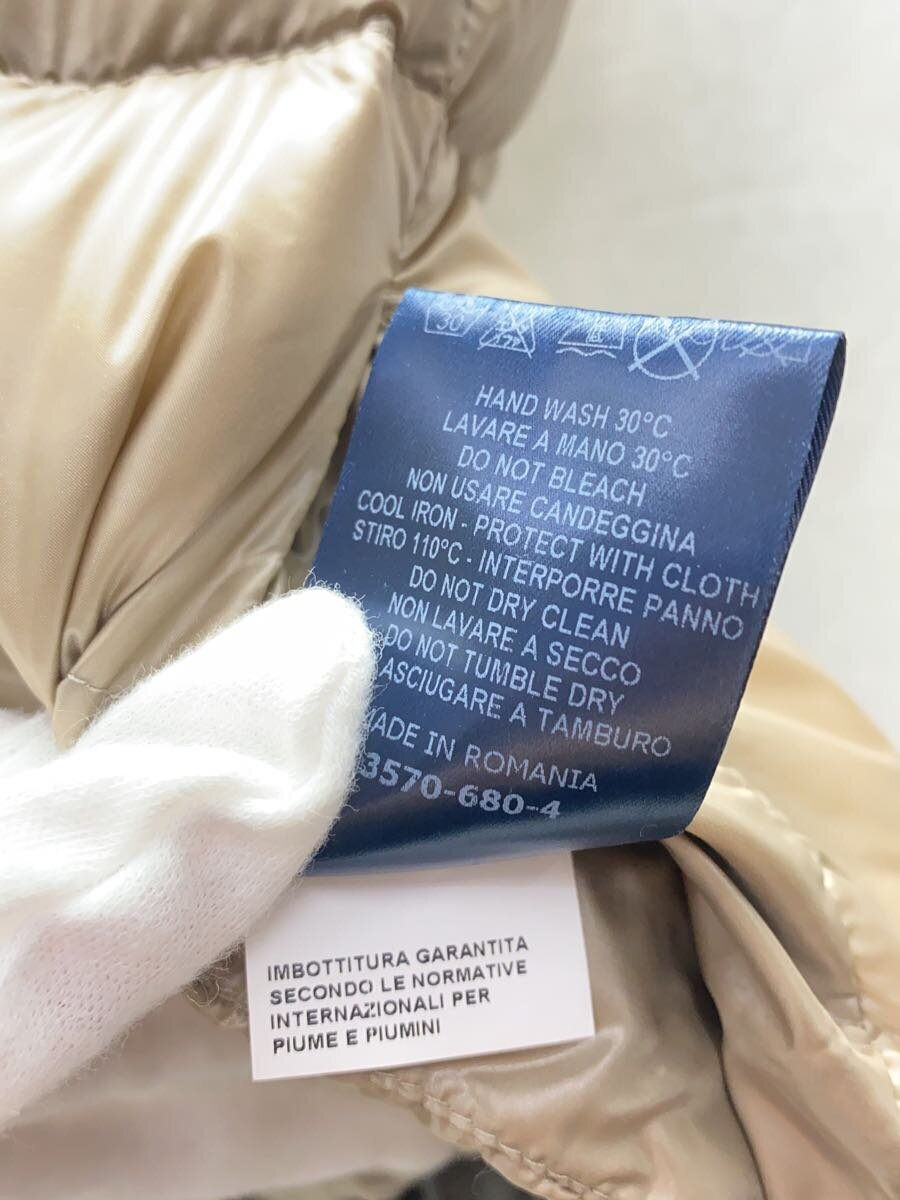 30
HAND WASH 30°C
LAVARE A MANO 30°C
DO NOT BLEACH
NON USARE CANDEGGINA
COOL IRON - PROTECT WITH CLOTH
STIRO 110°C - INTERPORRE PANNO
DO NOT DRY CLEAN
NON LAVARE A SECCO
DO NOT TUMBLE DRY
ASCIUGARE A TAMBURO
MADE IN ROMANIA
3570-680-4
IMBOTTITURA GARANTITA
SECONDO LE NORMATIVE
INTERNAZIONALI PER
PIUME E PIUMINI